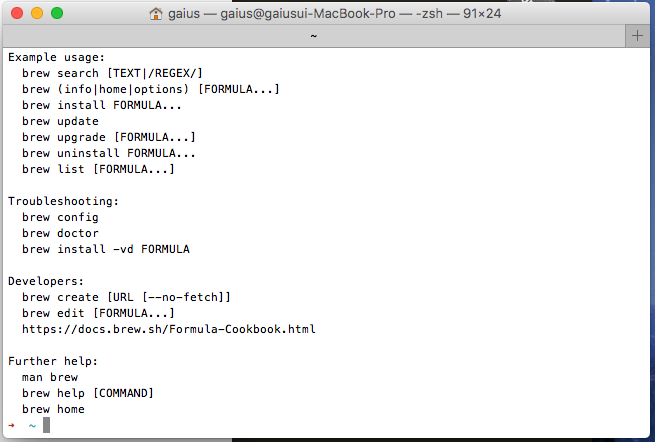 gaius — gaius@gaiusui-MacBook-Pro — -zsh — 91×24
~
Example usage:
brew search [TEXT|/REGEX/]
brew (info|home|options) [FORMULA...]
brew install FORMULA...
brew update
brew upgrade [FORMULA...]
brew uninstall FORMULA...
brew list [FORMULA...]
Troubleshooting:
brew config
brew doctor
brew install -vd FORMULA
Developers:
brew create [URL [--no-fetch]]
brew edit [FORMULA...]
https://docs.brew.sh/Formula-Cookbook.html
Further help:
man brew
brew help [COMMAND]
brew home
→ ~